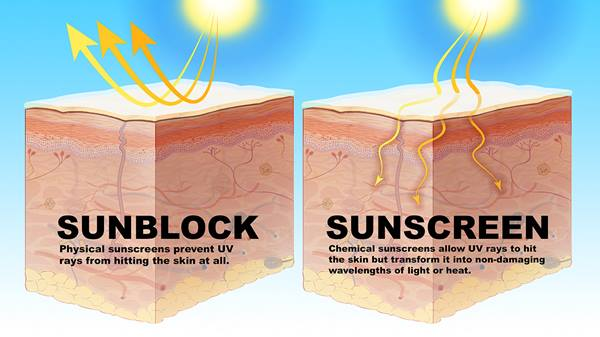 SUNBLOCK
Physical sunscreens prevent UV
rays from hitting the skin at all.
SUNSCREEN
Chemical sunscreens allow UV rays to hit
the skin but transform it into non-damaging
wavelengths of light or heat.